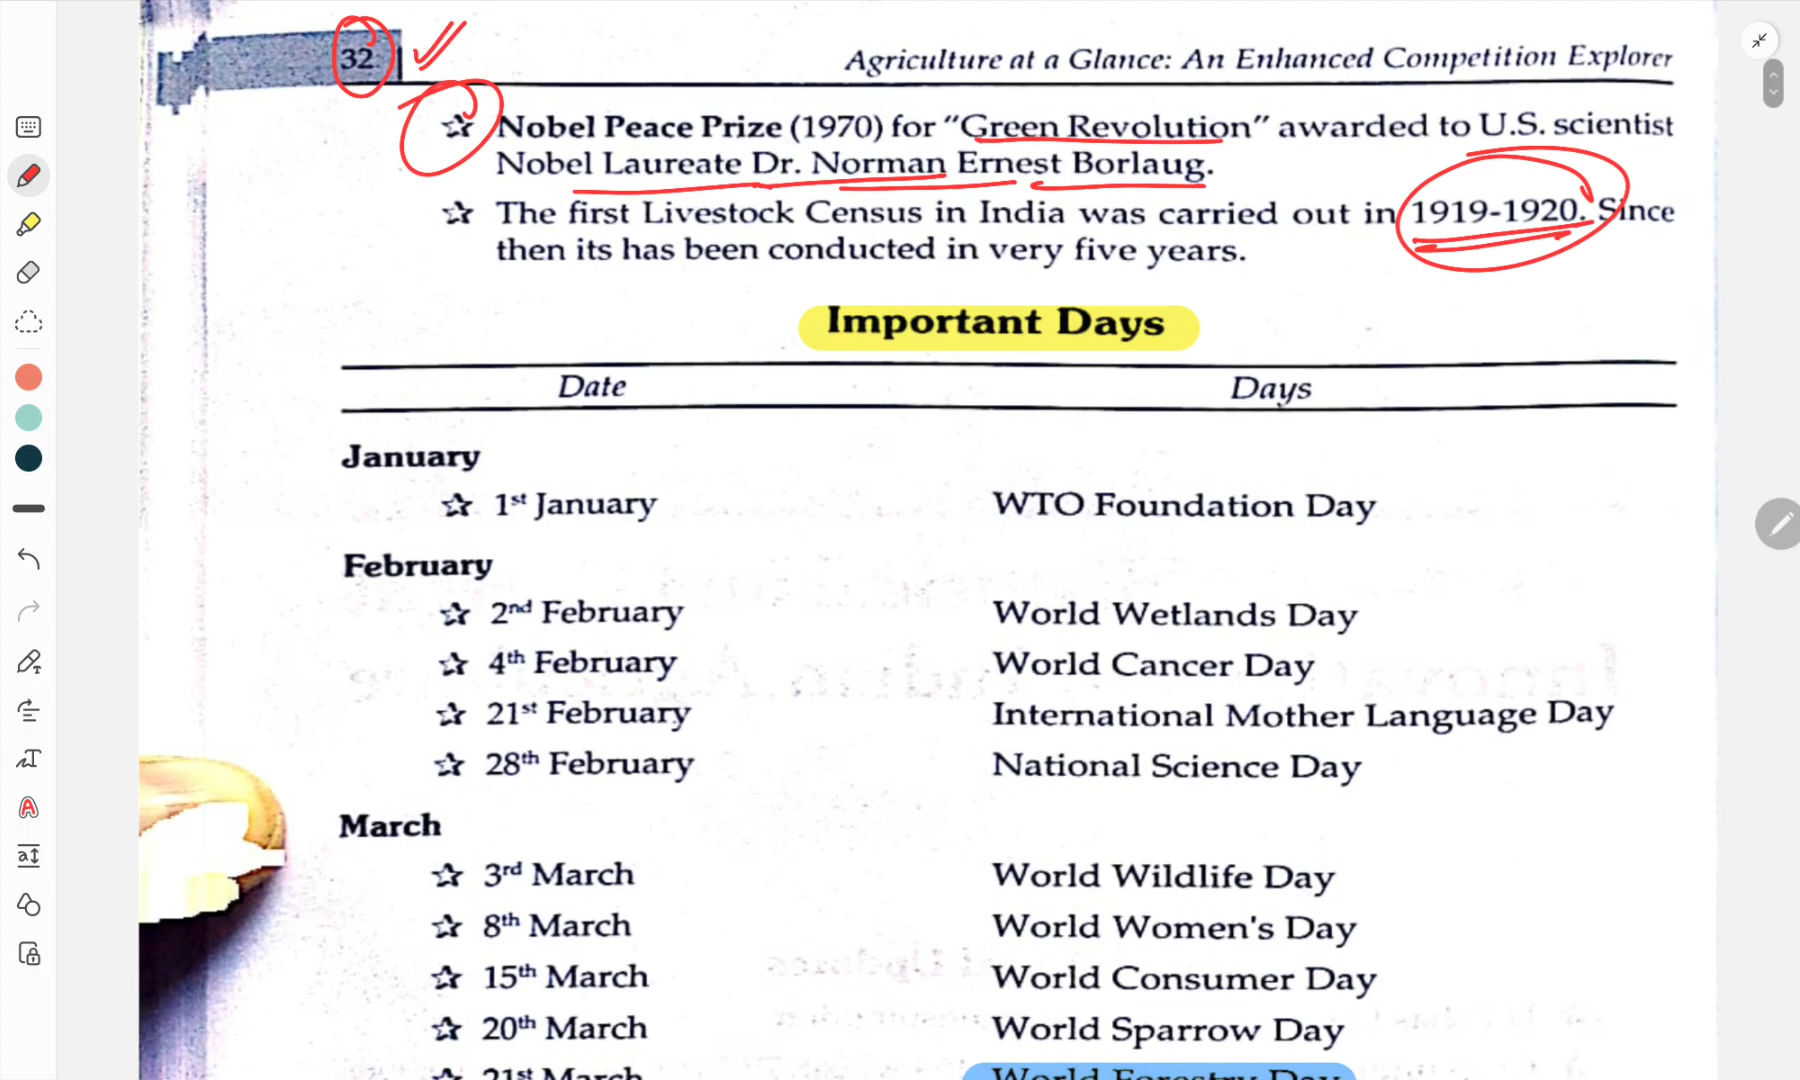 32
Agriculture at a Glance: An Enhanced Competition Explorer
☆ Nobel Peace Prize (1970) for “Green Revolution” awarded to U.S. scientist
Nobel Laureate Dr. Norman Ernest Borlaug.
☆ The first Livestock Census in India was carried out in 1919-1920. Since
then its has been conducted in very five years.
Important Days
Date Days
January
☆ 1st January WTO Foundation Day
February
☆ 2nd February World Wetlands Day
☆ 4th February World Cancer Day
☆ 21st February International Mother Language Day
☆ 28th February National Science Day
March
☆ 3rd March World Wildlife Day
☆ 8th March World Women's Day
☆ 15th March World Consumer Day
☆ 20th March World Sparrow Day
☆ 21st March World Forestry Day